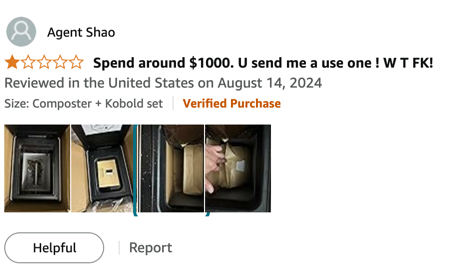 Agent Shao
Spend around $1000. U send me a use one ! W T FK!
Reviewed in the United States on August 14, 2024
Size: Composter + Kobold set | Verified Purchase
Helpful | Report